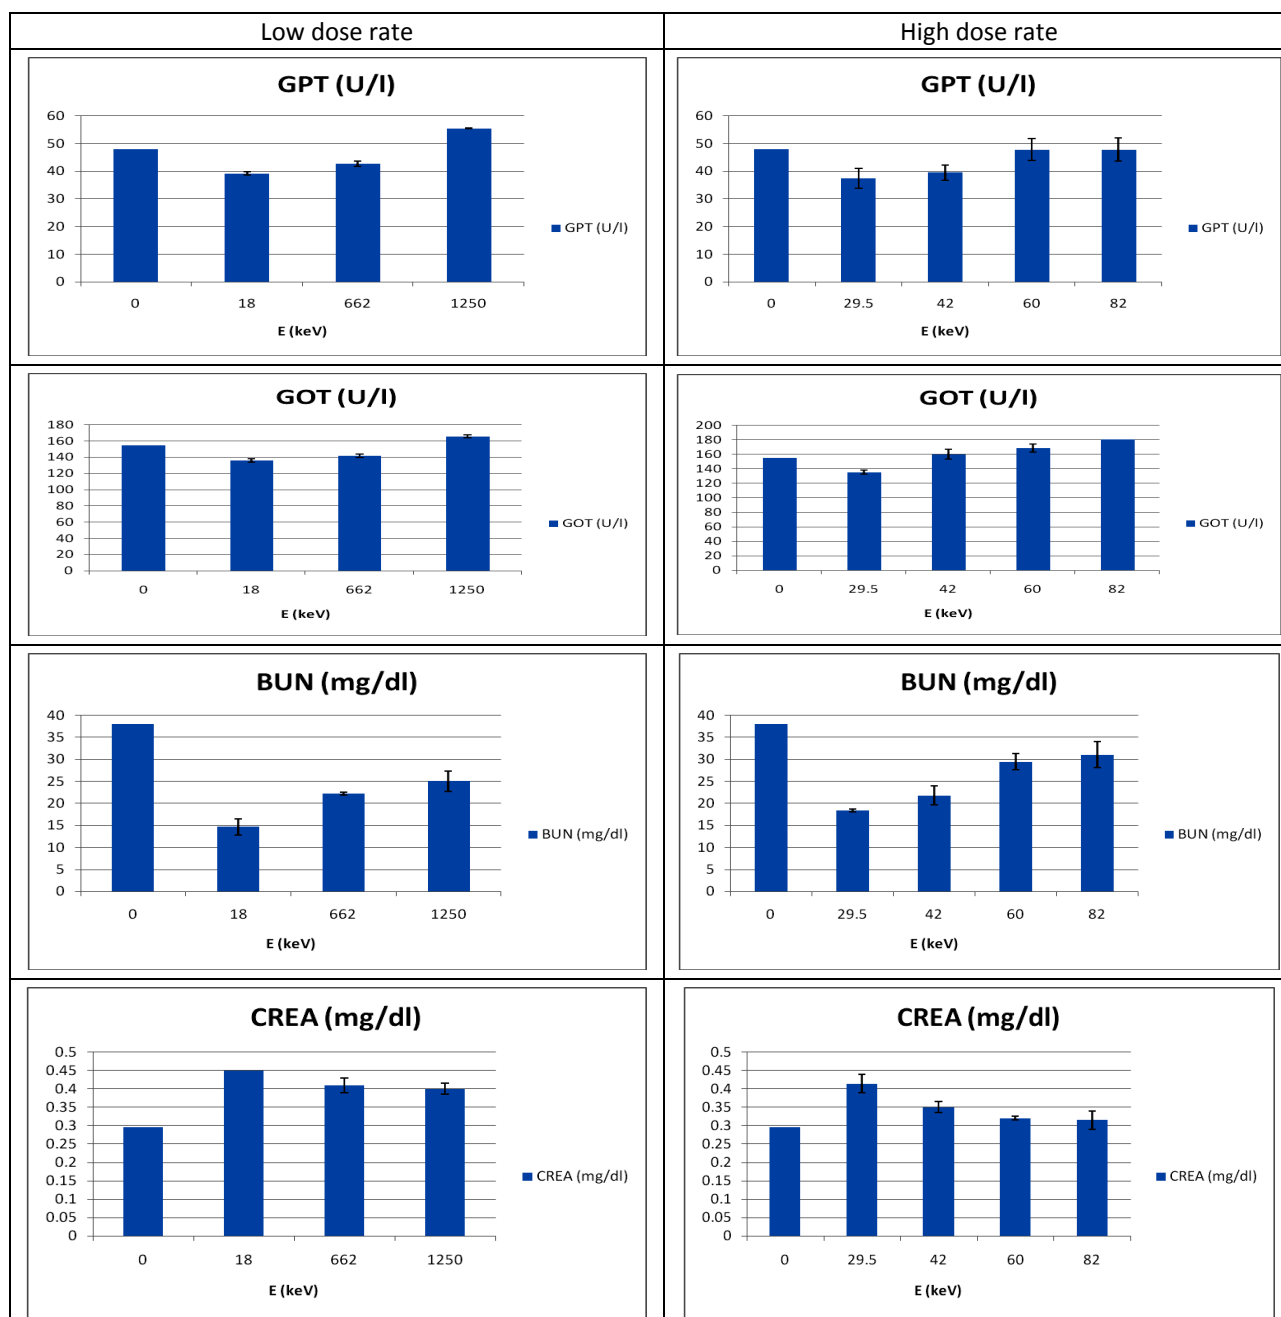 Low dose rate
High dose rate
GPT (U/l)
60
50
40
30
20
10
0
0 18 662 1250
E (keV)
GPT (U/l)
GPT (U/l)
60
50
40
30
20
10
0
0 29.5 42 60 82
E (keV)
GPT (U/l)
GOT (U/l)
180
160
140
120
100
80
60
40
20
0
0 18 662 1250
E (keV)
GOT (U/l)
GOT (U/l)
200
180
160
140
120
100
80
60
40
20
0
0 29.5 42 60 82
E (keV)
GOT (U/l)
BUN (mg/dl)
40
35
30
25
20
15
10
5
0
0 18 662 1250
E (keV)
BUN (mg/dl)
BUN (mg/dl)
40
35
30
25
20
15
10
5
0
0 29.5 42 60 82
E (keV)
BUN (mg/dl)
CREA (mg/dl)
0.5
0.45
0.4
0.35
0.3
0.25
0.2
0.15
0.1
0.05
0
0 18 662 1250
E (keV)
CREA (mg/dl)
CREA (mg/dl)
0.5
0.45
0.4
0.35
0.3
0.25
0.2
0.15
0.1
0.05
0
0 29.5 42 60 82
E (keV)
CREA (mg/dl)